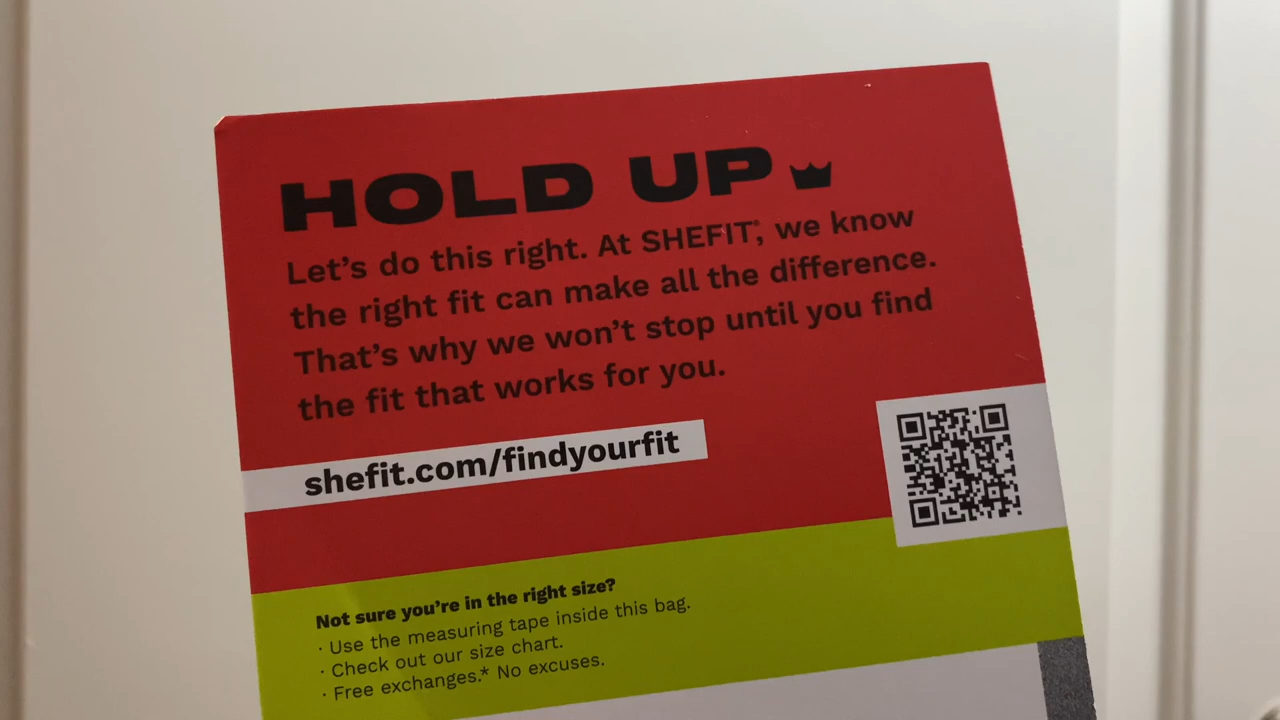 HOLD UP
Let's do this right. At SHEFIT®, we know
the right fit can make all the difference.
That's why we won't stop until you find
the fit that works for you.
shefit.com/findyourfit
Not sure you're in the right size?
· Use the measuring tape inside this bag.
· Check out our size chart.
· Free exchanges.* No excuses.